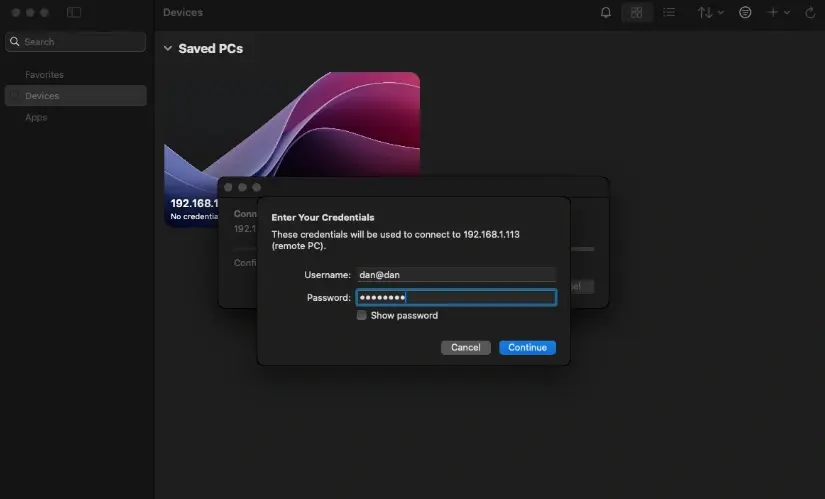 Devices
Search
Favorites
Devices
Apps
Saved PCs
192.168.1
No credentia
Conn
192.1
Confi
Enter Your Credentials
These credentials will be used to connect to 192.168.1.113
(remote PC).
Username: dan@dan
Password: ••••••••
Show password
Cancel Continue